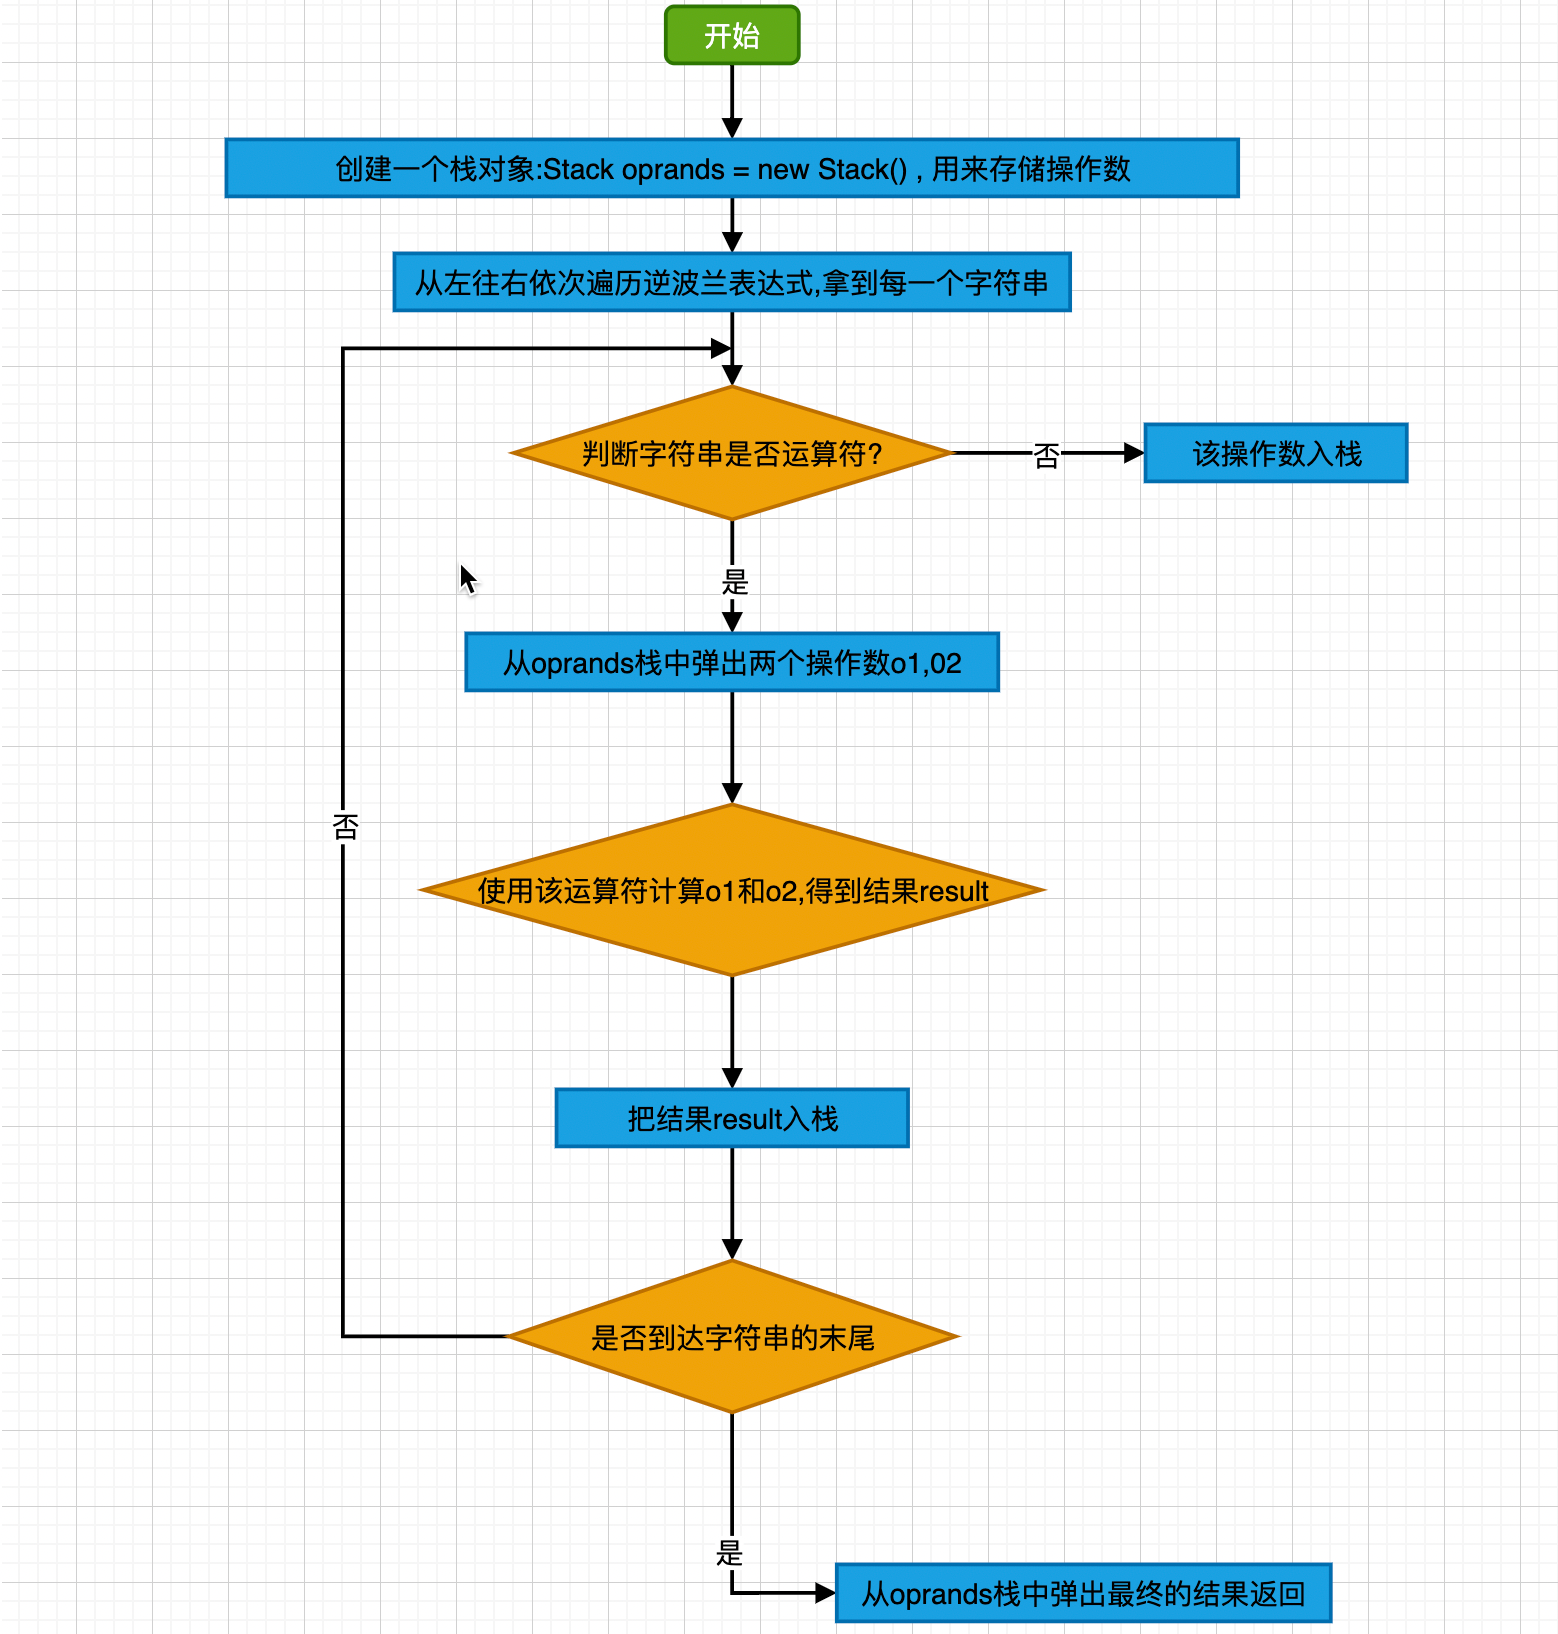 开始
创建一个栈对象:Stack oprands = new Stack() , 用来存储操作数
从左往右依次遍历逆波兰表达式,拿到每一个字符串
判断字符串是否运算符?
否
该操作数入栈
是
从oprands栈中弹出两个操作数o1,02
否
使用该运算符计算o1和o2,得到结果result
把结果result入栈
是否到达字符串的末尾
是
从oprands栈中弹出最终的结果返回